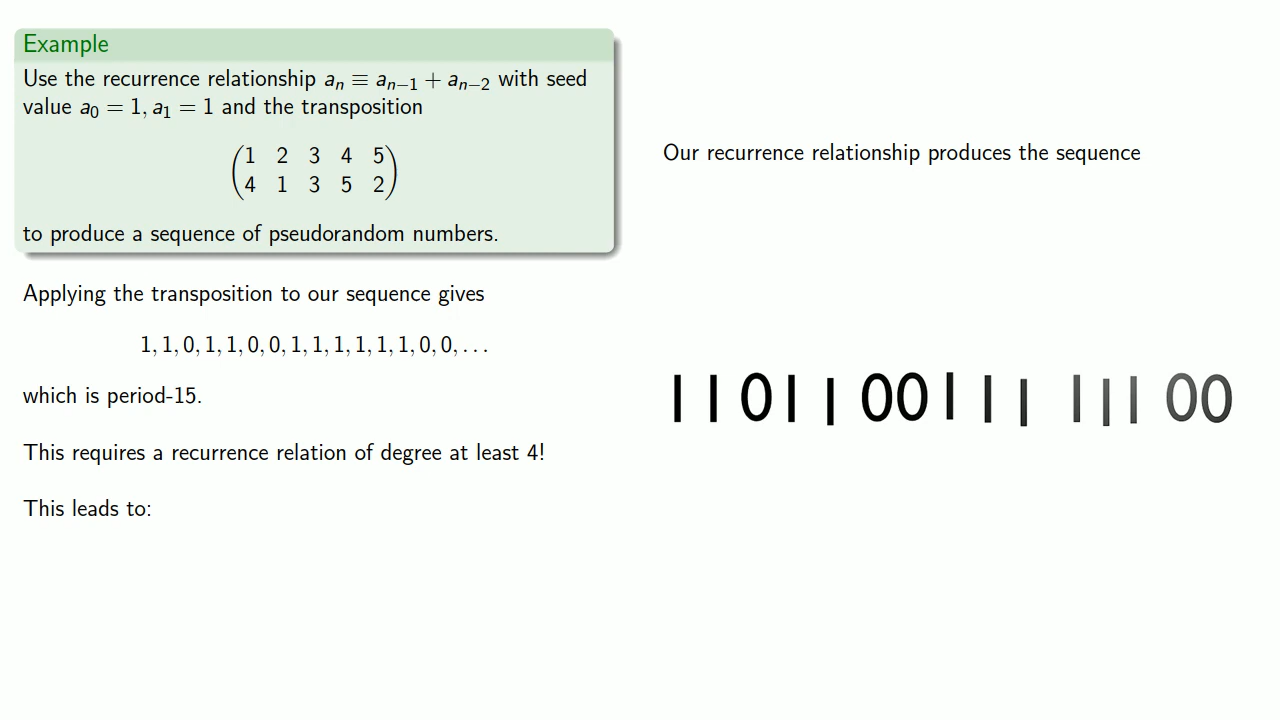 Example
Use the recurrence relationship aₙ ≡ aₙ₋₁ + aₙ₋₂ with seed
value a₀ = 1, a₁ = 1 and the transposition
(1 2 3 4 5)
(4 1 3 5 2)
to produce a sequence of pseudorandom numbers.
Applying the transposition to our sequence gives
1, 1, 0, 1, 1, 0, 0, 1, 1, 1, 1, 1, 1, 0, 0, . . .
which is period-15.
This requires a recurrence relation of degree at least 4!
This leads to:
Our recurrence relationship produces the sequence
1 1 0 1 1 0 0 1 1 1 1 1 1 0 0